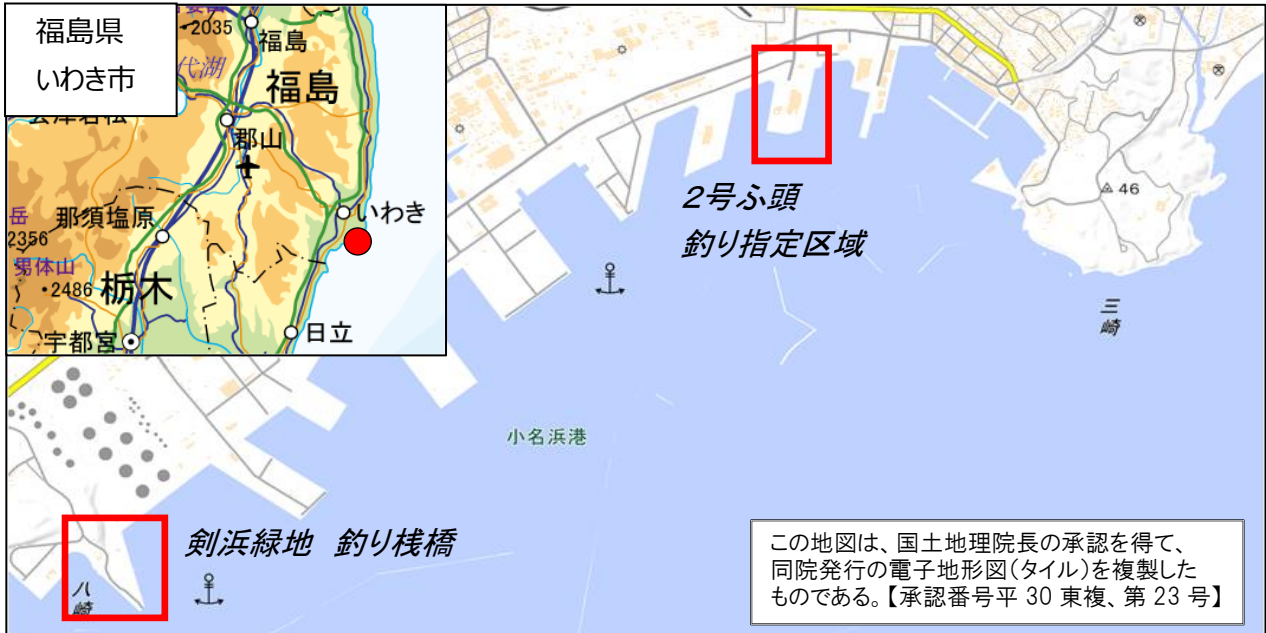 福島県
いわき市
2035
福島
代湖
福島
郡山
いわき
岳
那須塩原
2356
男体山
2486
栃木
宇都宮
日立
2号ふ頭
釣り指定区域
46
三崎
小名浜港
剣浜緑地 釣り桟橋
八崎
この地図は、国土地理院長の承認を得て、
同院発行の電子地形図(タイル)を複製した
ものである。【承認番号平 30 東複、第 23 号】